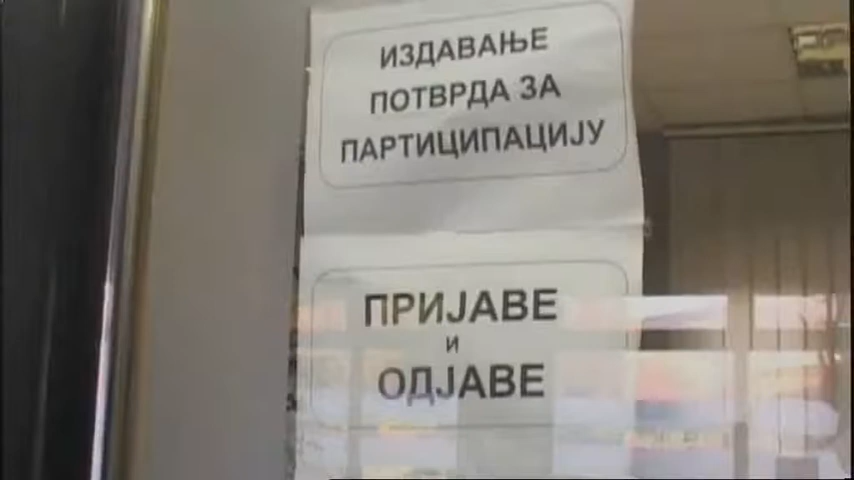 ИЗДАВАЊЕ
ПОТВРДА ЗА
ПАРТИЦИПАЦИЈУ
ПРИЈАВЕ
И
ОДЈАВЕ